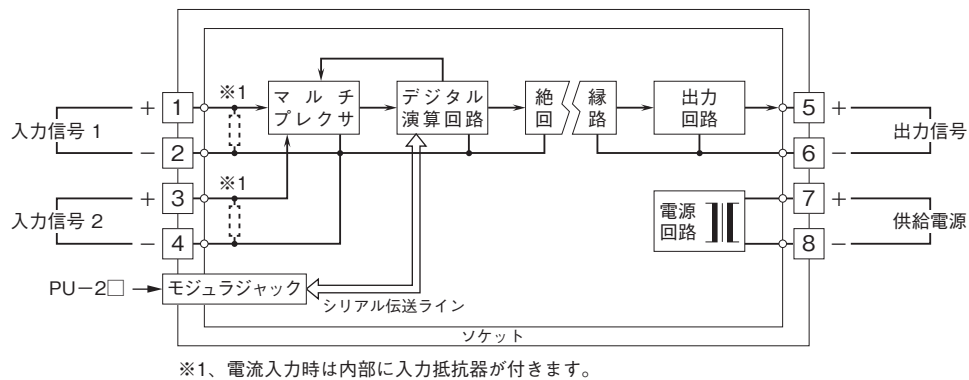 ※1
マルチ
プレクサ
デジタル
演算回路
絶縁
回路
出力
回路
入力信号 1
+ 1
− 2
※1
入力信号 2
+ 3
− 4
5 +
6 −
出力信号
電源
回路
7 +
8 −
供給電源
PU−2□
モジュラジャック
シリアル伝送ライン
ソケット
※1、電流入力時は内部に入力抵抗器が付きます。